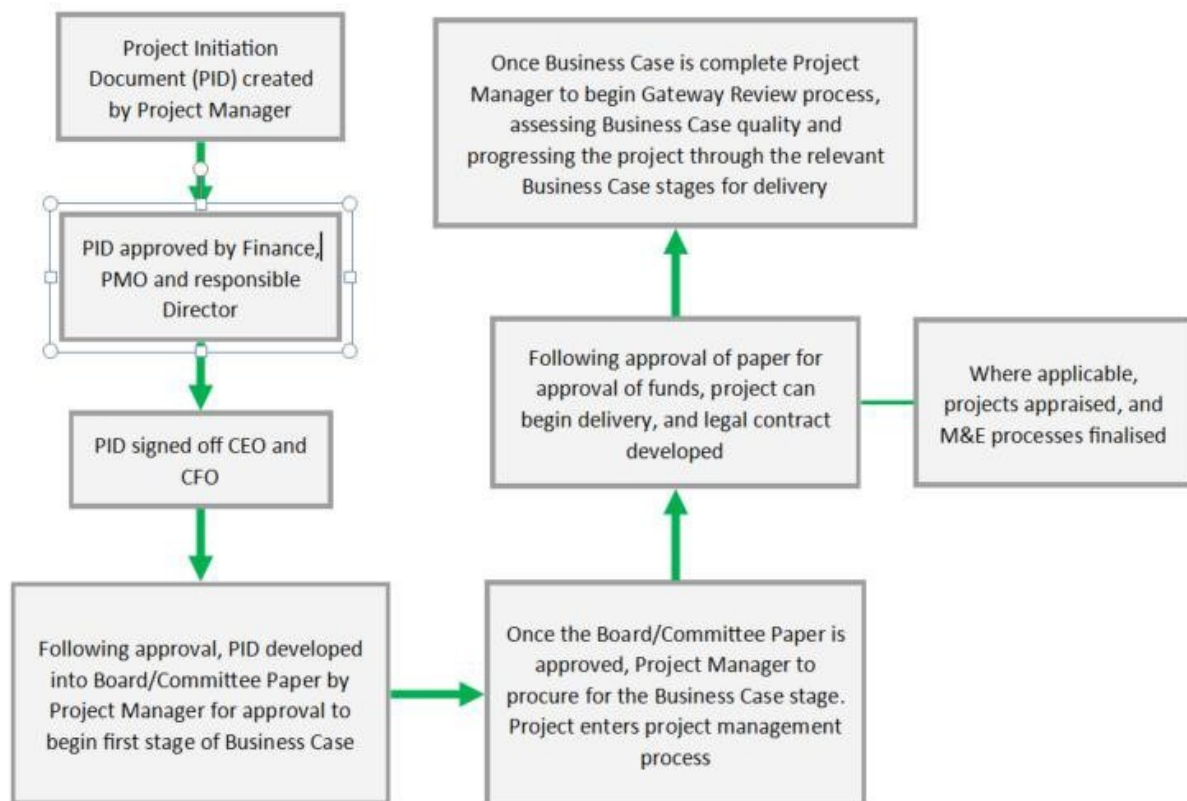 Project Initiation
Document (PID) created
by Project Manager
PID approved by Finance,
PMO and responsible
Director
PID signed off CEO and
CFO
Following approval, PID developed
into Board/Committee Paper by
Project Manager for approval to
begin first stage of Business Case
Once the Board/Committee Paper is
approved, Project Manager to
procure for the Business Case stage.
Project enters project management
process
Following approval of paper for
approval of funds, project can
begin delivery, and legal contract
developed
Where applicable,
projects appraised, and
M&E processes finalised
Once Business Case is complete Project
Manager to begin Gateway Review process,
assessing Business Case quality and
progressing the project through the relevant
Business Case stages for delivery